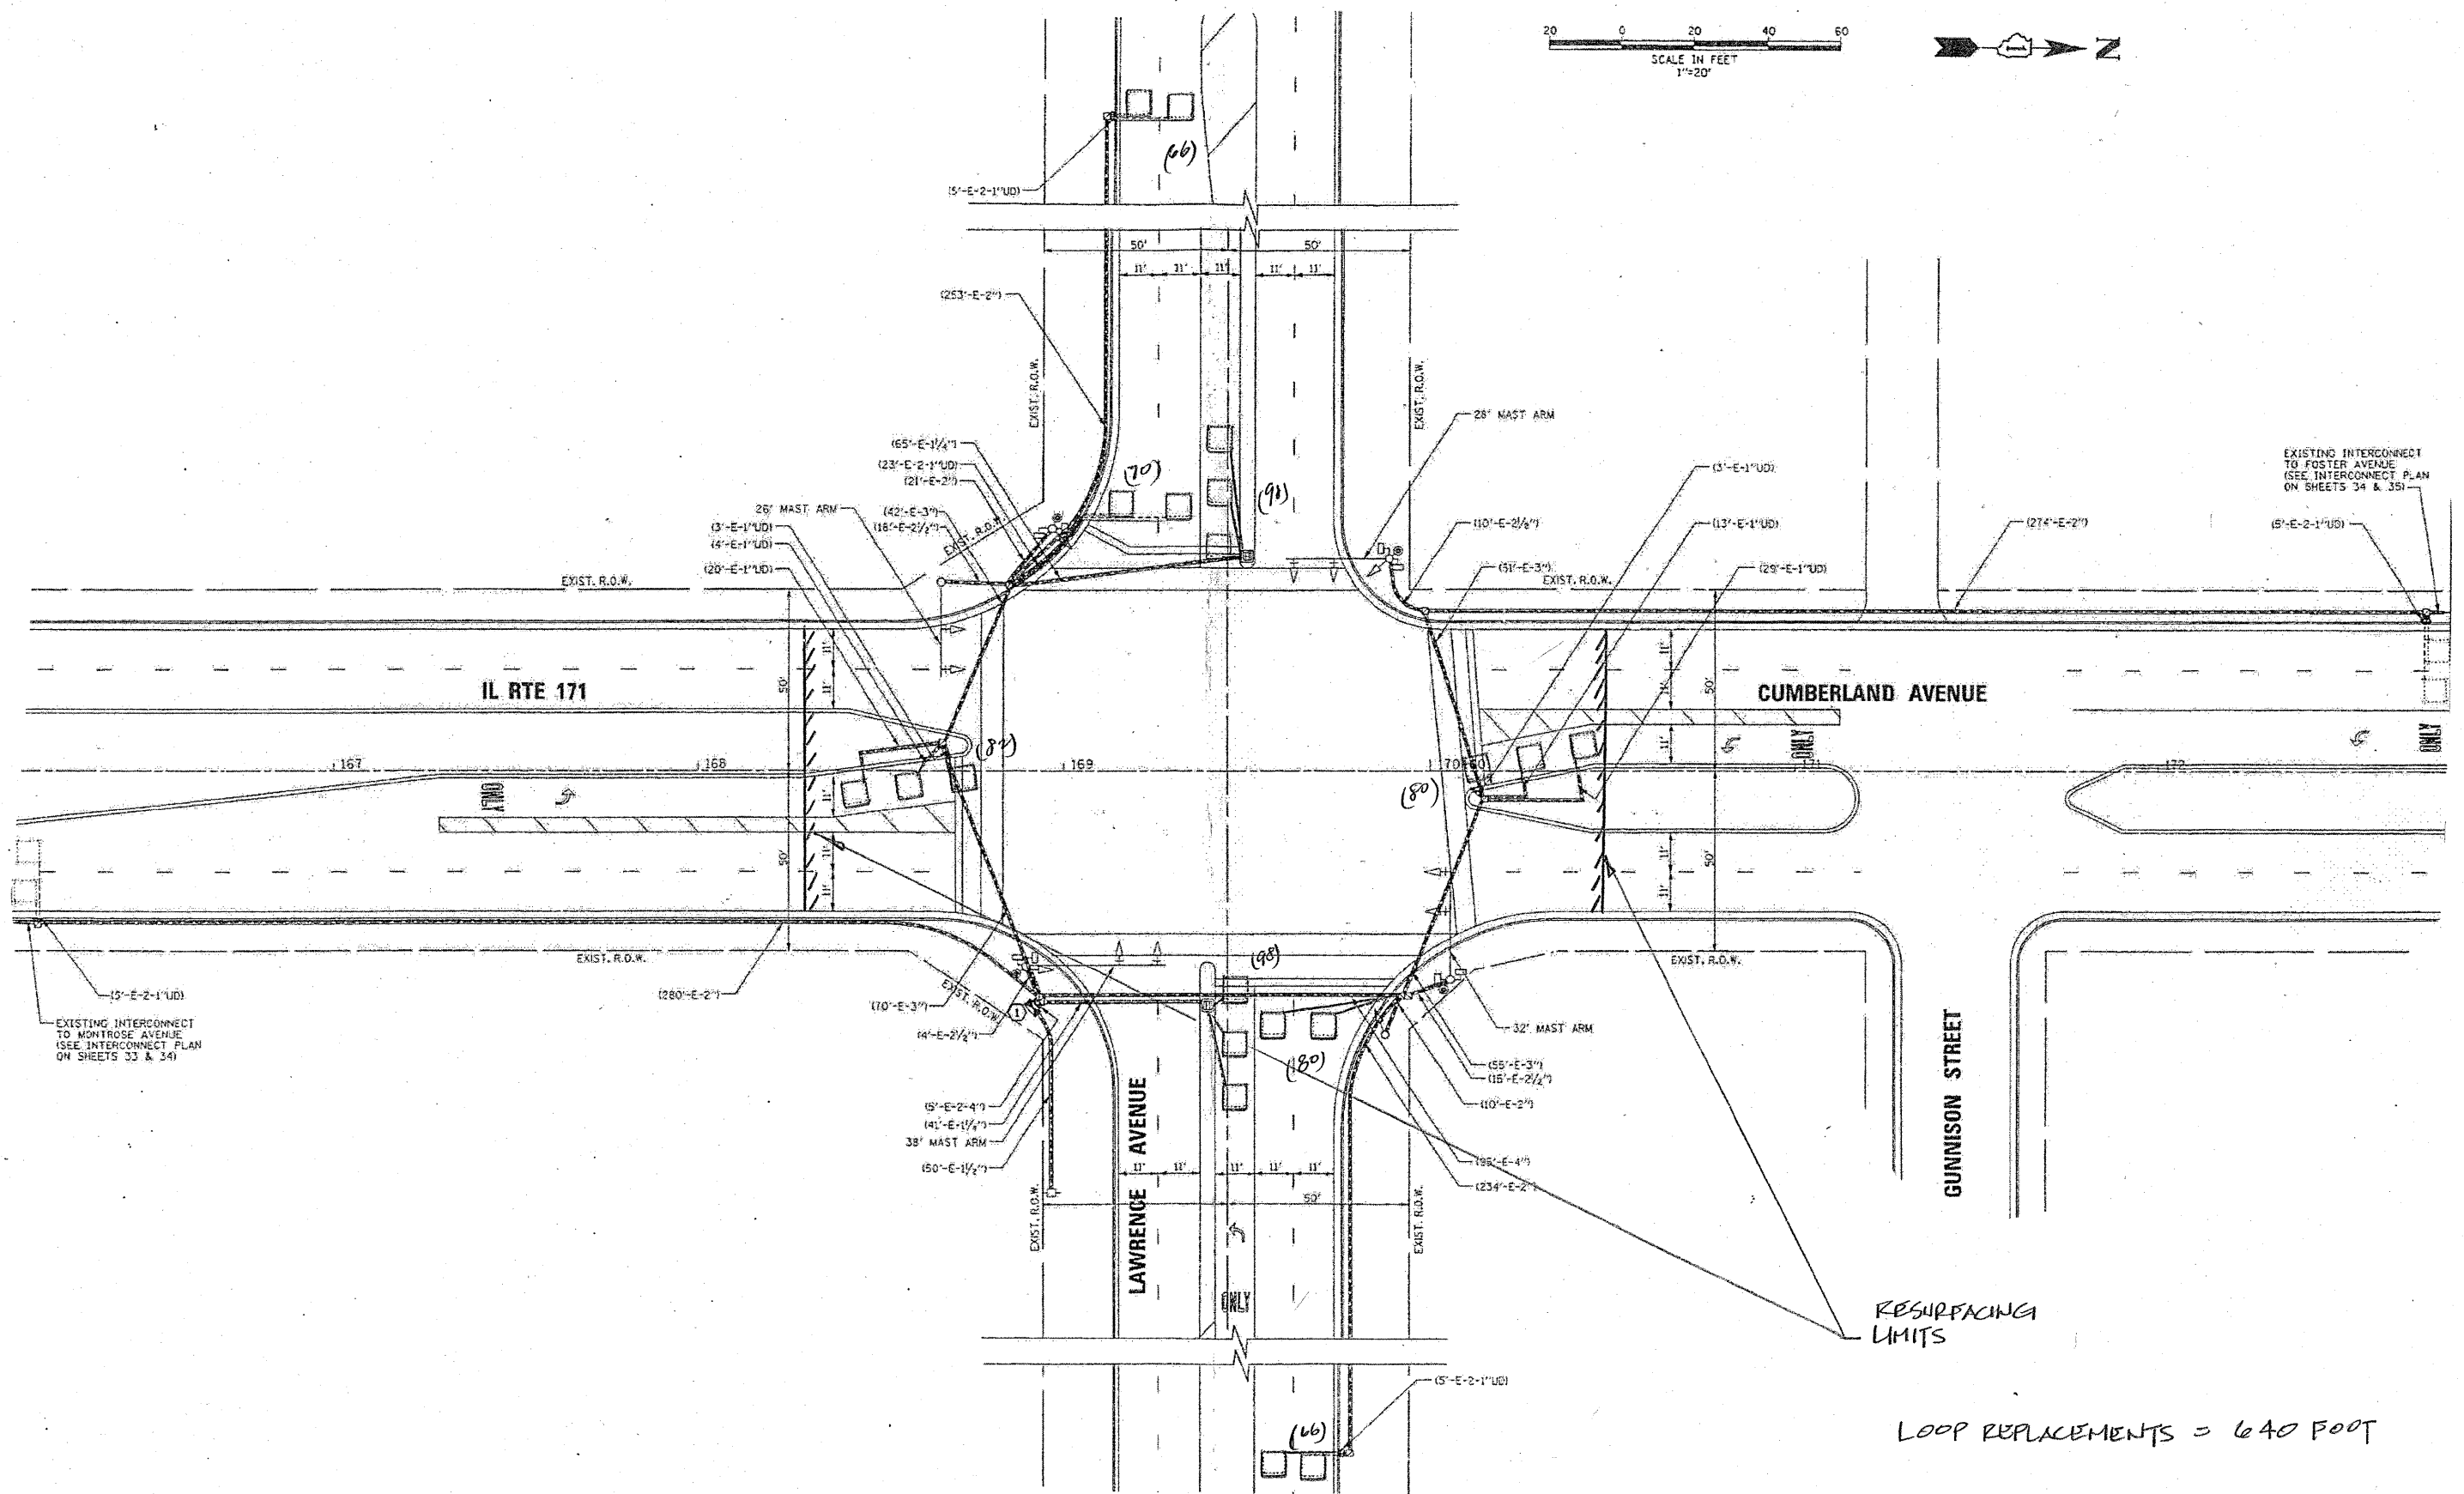 20 0 20 40 60
SCALE IN FEET
1"=20'
N
(66)
(5'-E-2-1"UD)
50' 50'
11' 11' 11' 11' 11'
(253'-E-2")
EXIST. R.O.W.
EXIST. R.O.W.
28' MAST ARM
(65'-E-1¼")
(23'-E-2-1"UD)
(21'-E-2")
(70)
(98)
(3'-E-1"UD)
EXISTING INTERCONNECT
TO FOSTER AVENUE
(SEE INTERCONNECT PLAN
ON SHEETS 34 & 35)
26' MAST ARM
(42'-E-3")
(3'-E-1"UD)
(18'-E-2½")
(4'-E-1"UD)
(20'-E-1"UD)
EXIST. R.O.W.
(10'-E-2½")
(13'-E-1"UD)
(274'-E-2")
(5'-E-2-1"UD)
(51'-E-3")
(29'-E-1"UD)
EXIST. R.O.W.
EXIST. R.O.W.
11'
11'
50'
11'
11'
50'
IL RTE 171
CUMBERLAND AVENUE
(82)
167
168
169
171
172
ONLY
ONLY
ONLY
(80)
11'
11'
11'
50'
11'
11'
11'
50'
EXIST. R.O.W.
EXIST. R.O.W.
(98)
(5'-E-2-1"UD)
(280'-E-2")
(70'-E-3")
EXIST. R.O.W.
1
(4'-E-2½")
EXISTING INTERCONNECT
TO MONTROSE AVENUE
(SEE INTERCONNECT PLAN
ON SHEETS 33 & 34)
32' MAST ARM
(180)
(55'-E-3")
(15'-E-2½")
(10'-E-2")
(5'-E-2-4")
(41'-E-1¼")
38' MAST ARM
(50'-E-1½")
(95'-E-4")
(234'-E-2")
11' 11' 11' 11' 11'
50'
LAWRENCE AVENUE
GUNNISON STREET
EXIST. R.O.W.
EXIST. R.O.W.
ONLY
RESURFACING
LIMITS
(5'-E-2-1"UD)
(66)
LOOP REPLACEMENTS = 640 FOOT